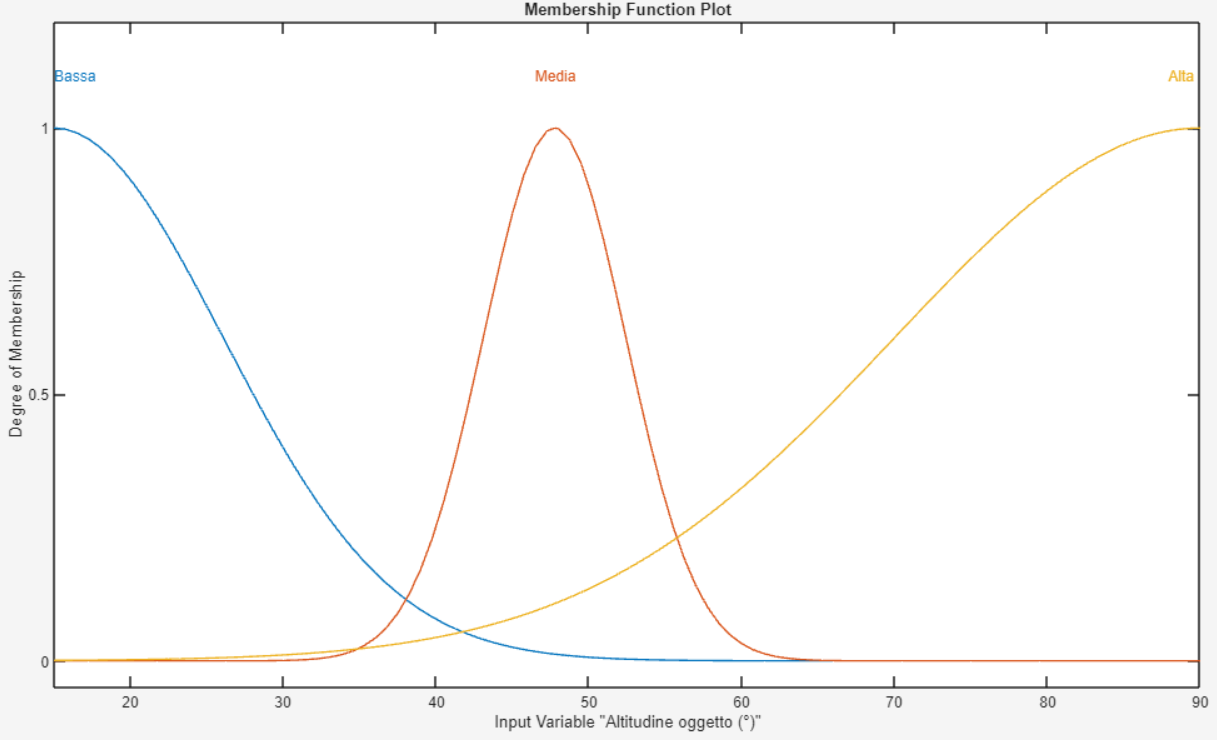 Membership Function Plot
Bassa
Media
Alta
1
0.5
0
Degree of Membership
20
30
40
50
60
70
80
90
Input Variable "Altitudine oggetto (°)"